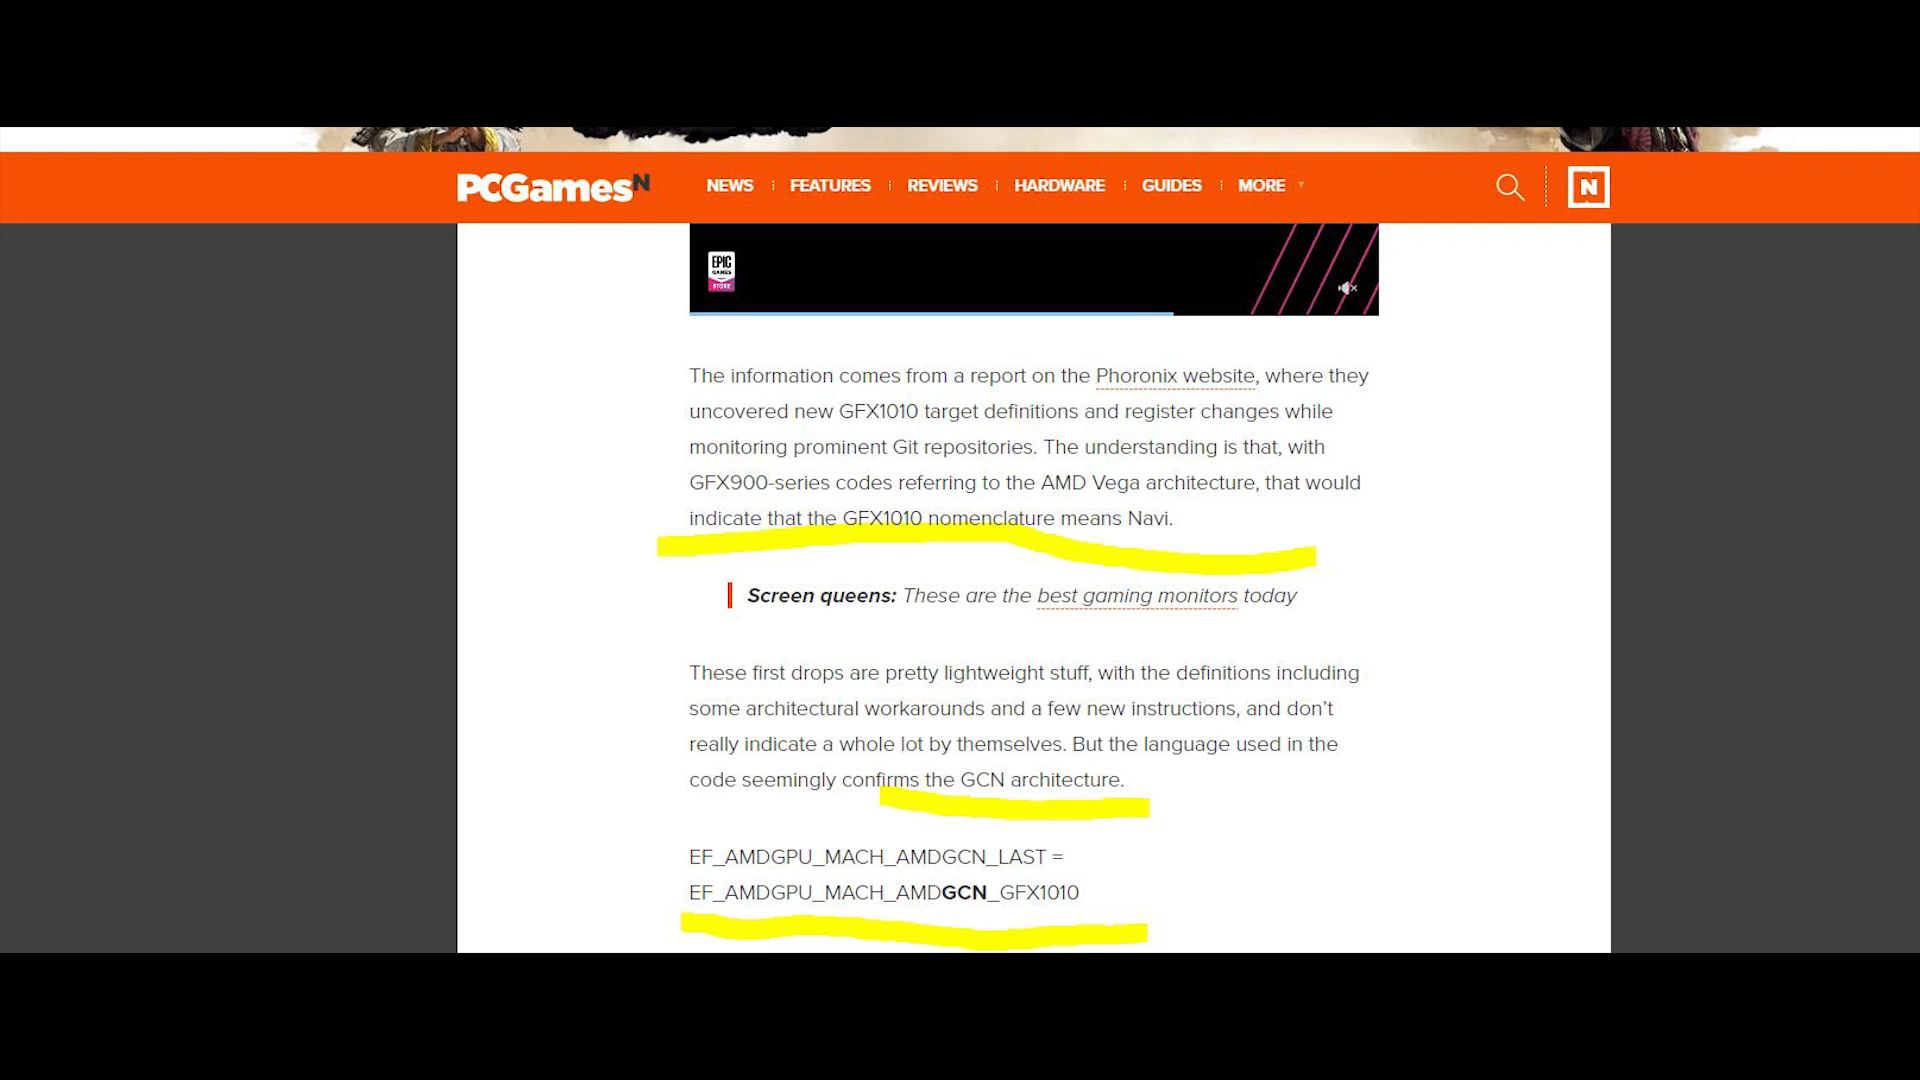 PCGamesN
NEWS
FEATURES
REVIEWS
HARDWARE
GUIDES
MORE
N
EPIC
GAMES
STORE
The information comes from a report on the Phoronix website, where they
uncovered new GFX1010 target definitions and register changes while
monitoring prominent Git repositories. The understanding is that, with
GFX900-series codes referring to the AMD Vega architecture, that would
indicate that the GFX1010 nomenclature means Navi.
Screen queens: These are the best gaming monitors today
These first drops are pretty lightweight stuff, with the definitions including
some architectural workarounds and a few new instructions, and don't
really indicate a whole lot by themselves. But the language used in the
code seemingly confirms the GCN architecture.
EF_AMDGPU_MACH_AMDGCN_LAST =
EF_AMDGPU_MACH_AMDGCN_GFX1010